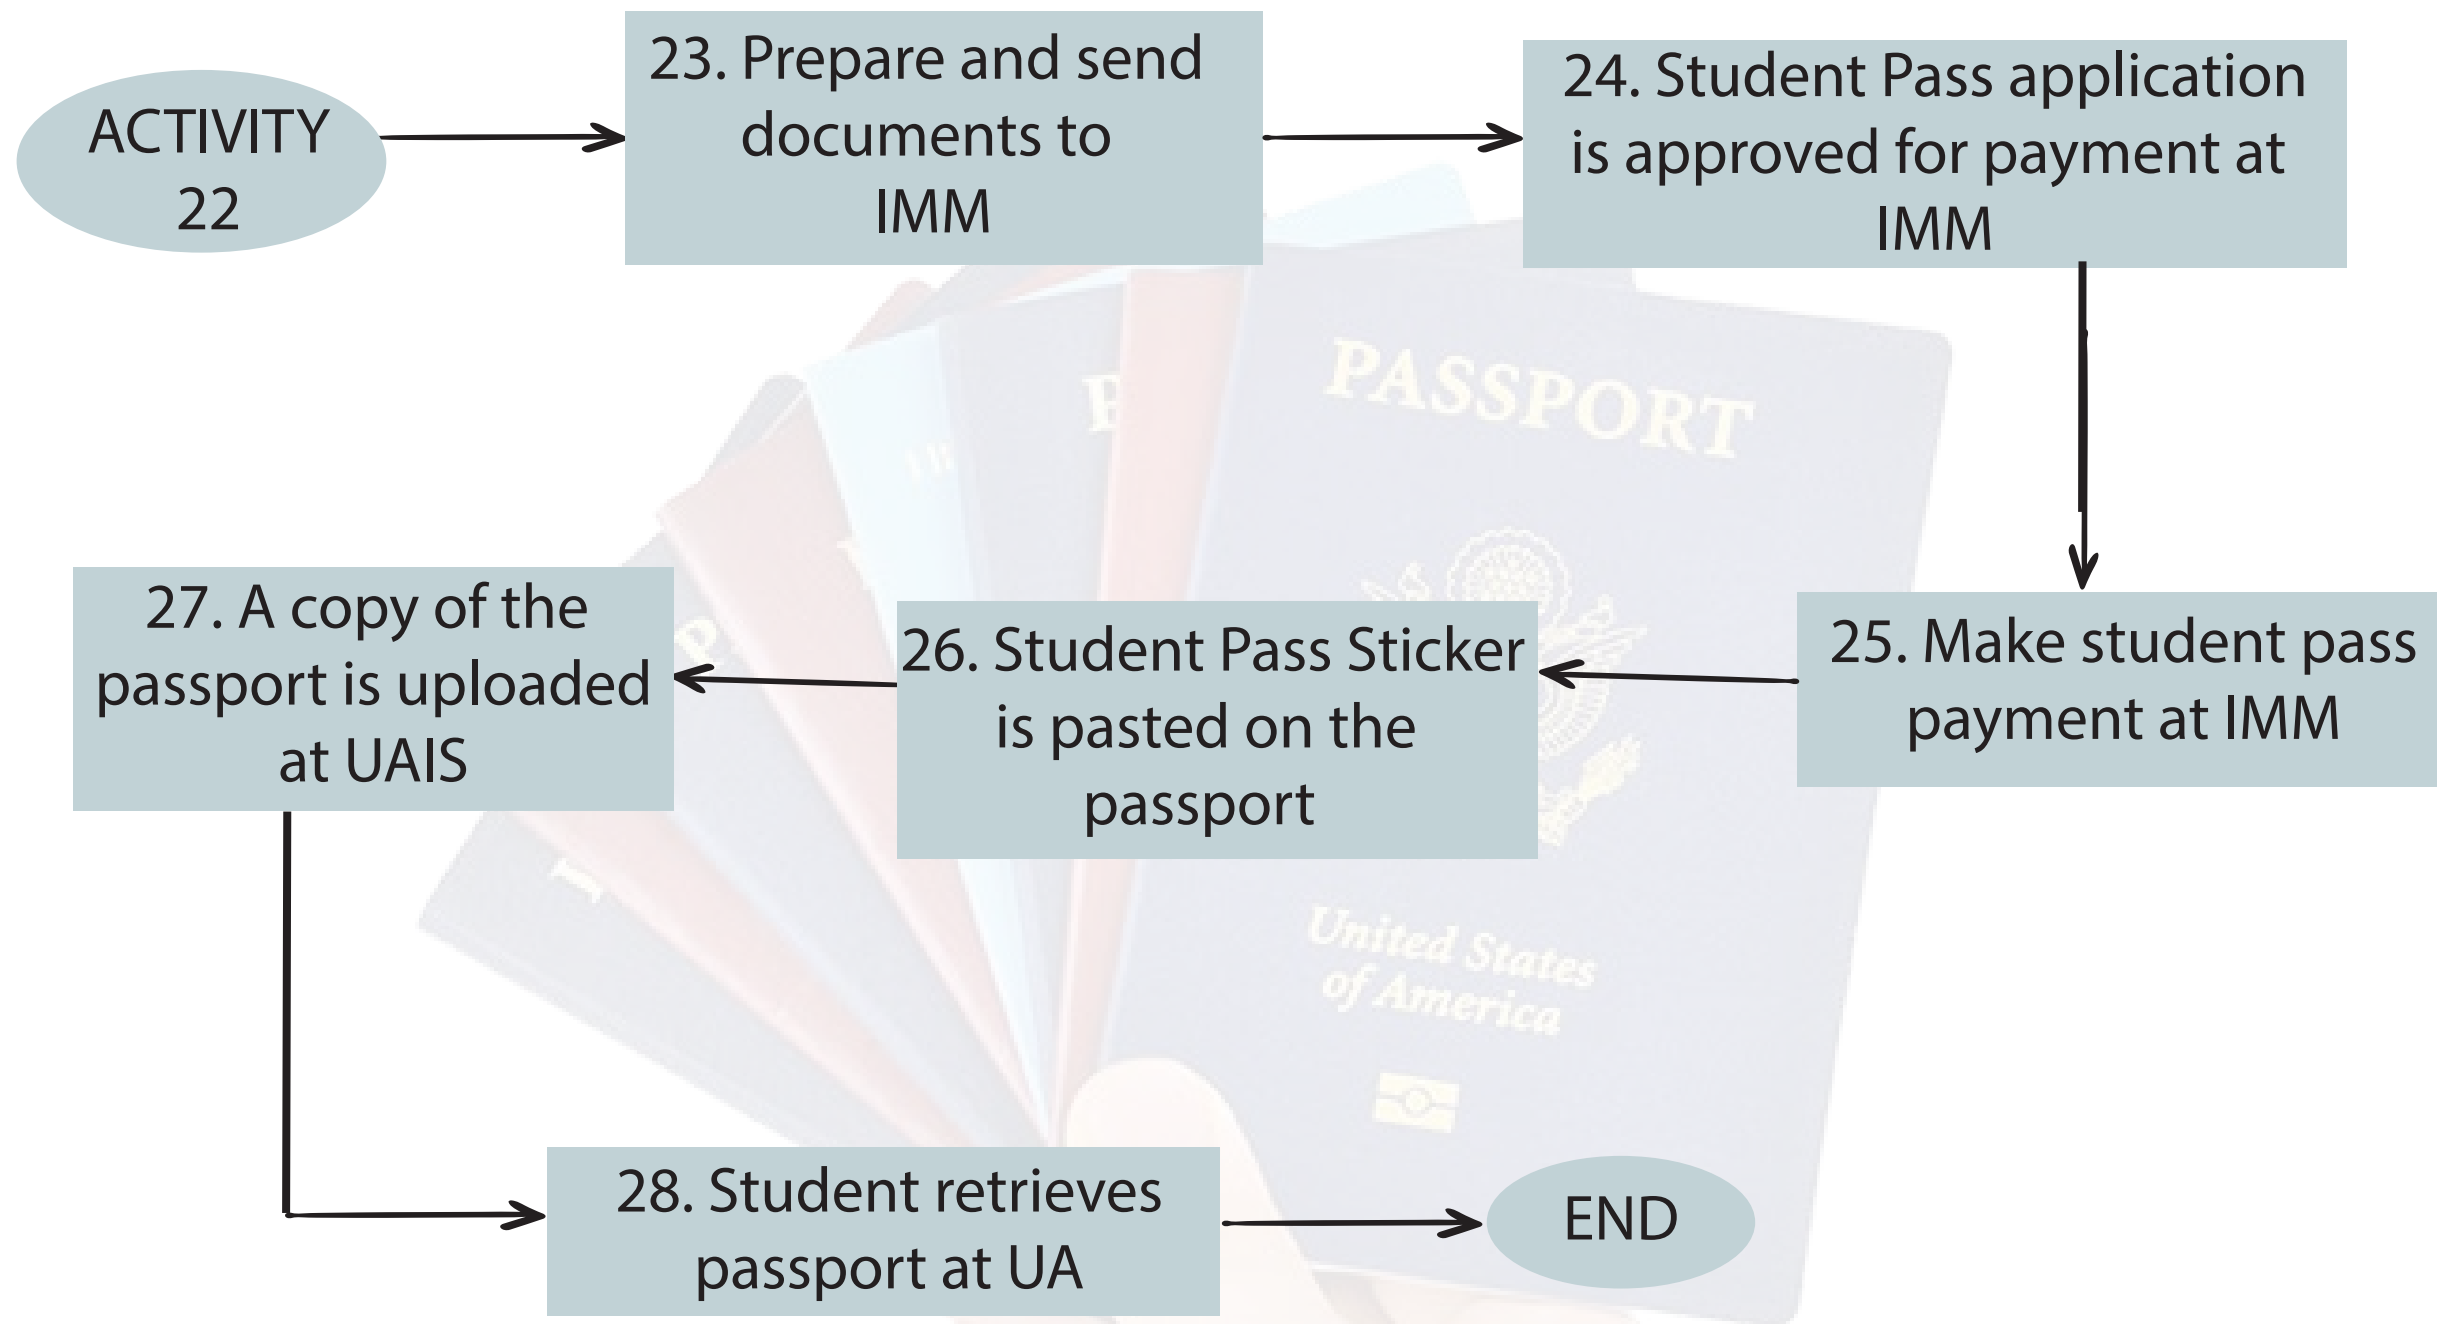 ACTIVITY
22
23. Prepare and send
documents to
IMM
24. Student Pass application
is approved for payment at
IMM
25. Make student pass
payment at IMM
26. Student Pass Sticker
is pasted on the
passport
27. A copy of the
passport is uploaded
at UAIS
28. Student retrieves
passport at UA
END
PASSPORT
United States
of America